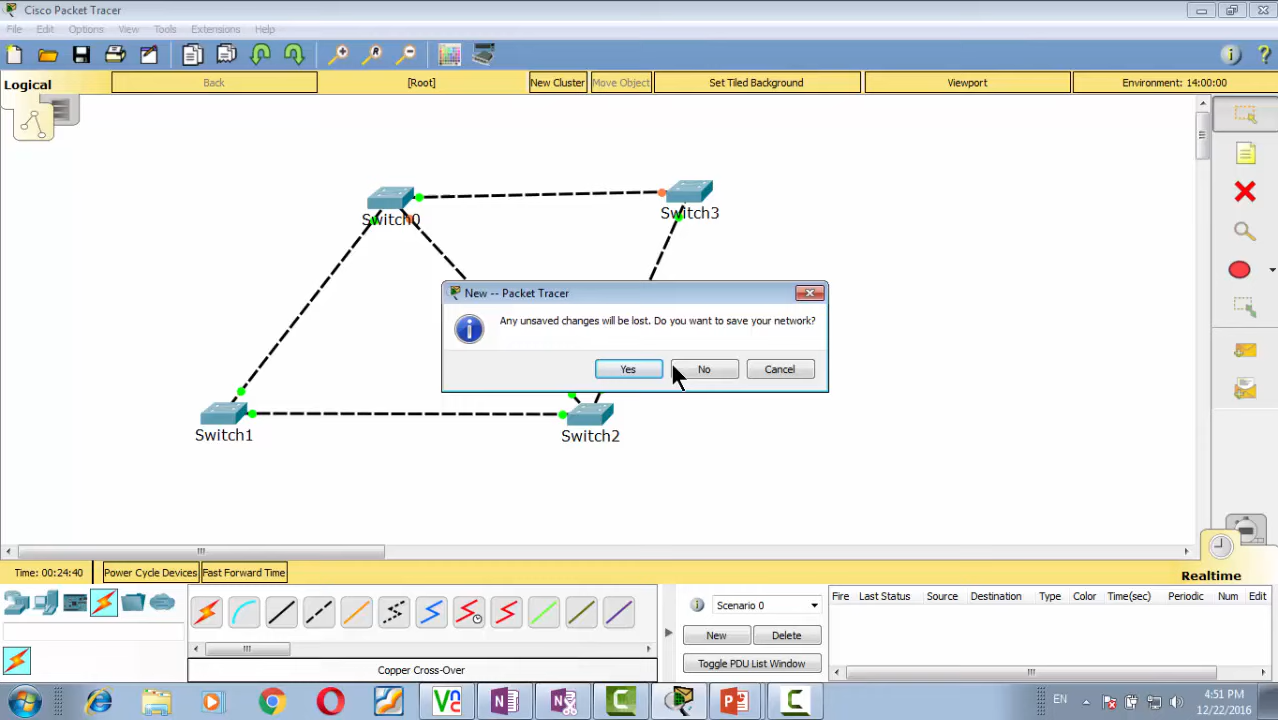 Cisco Packet Tracer
File Edit Options View Tools Extensions Help
Logical
Back
[Root]
New Cluster
Move Object
Set Tiled Background
Viewport
Environment: 14:00:00
Switch0
Switch3
New -- Packet Tracer
Any unsaved changes will be lost. Do you want to save your network?
Yes
No
Cancel
Switch1
Switch2
Time: 00:24:40
Power Cycle Devices
Fast Forward Time
Realtime
Scenario 0
New
Delete
Toggle PDU List Window
Fire Last Status Source Destination Type Color Time(sec) Periodic Num Edit
Copper Cross-Over
EN
4:51 PM
12/22/2016